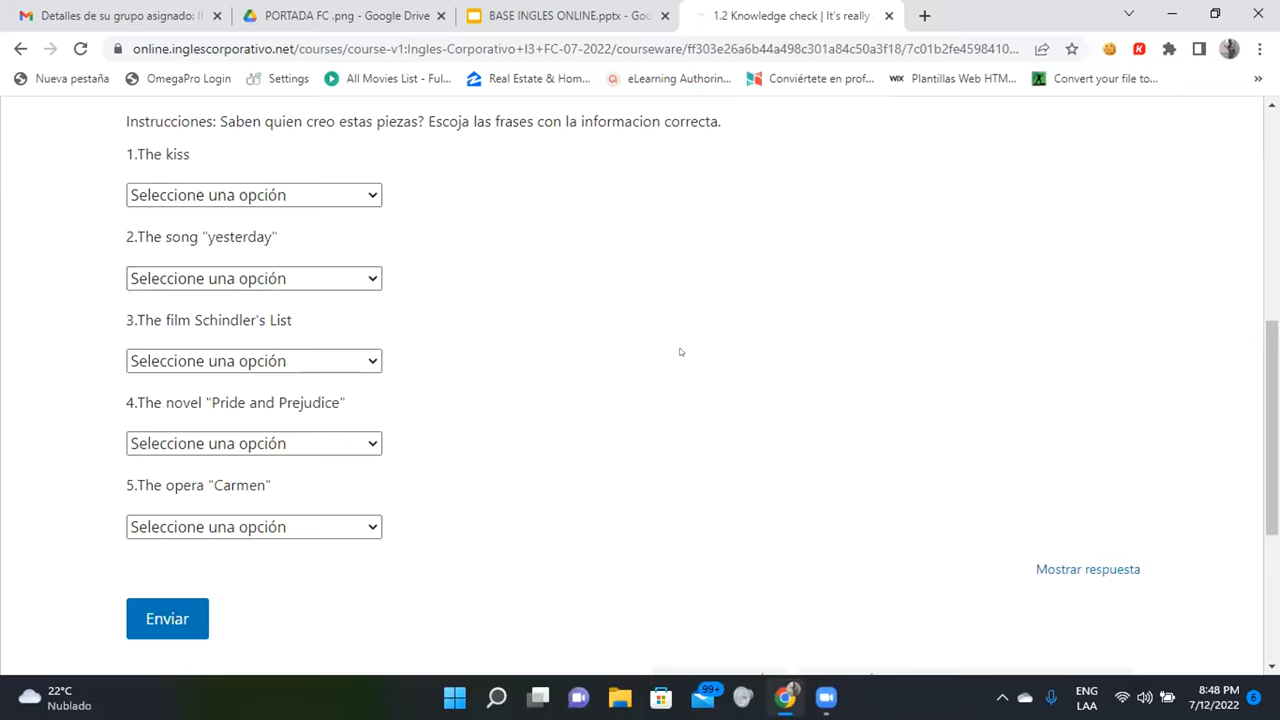 Detalles de su grupo asignado: I
PORTADA FC .png - Google Drive
BASE INGLES ONLINE.pptx - Goo
1.2 Knowledge check | It's really
online.inglescorporativo.net/courses/course-v1:Ingles-Corporativo+I3+FC-07-2022/courseware/ff303e26a6b44a498c301a84c50a3f18/7c01b2fe4598410...
Nueva pestaña
OmegaPro Login
Settings
All Movies List - Ful...
Real Estate & Hom...
eLearning Authorin...
Conviértete en prof...
Plantillas Web HTM...
Convert your file to...
Instrucciones: Saben quien creo estas piezas? Escoja las frases con la informacion correcta.
1.The kiss
Seleccione una opción
2.The song "yesterday"
Seleccione una opción
3.The film Schindler's List
Seleccione una opción
4.The novel "Pride and Prejudice"
Seleccione una opción
5.The opera "Carmen"
Seleccione una opción
Mostrar respuesta
Enviar
22°C
Nublado
99+
ENG
LAA
8:48 PM
7/12/2022
6